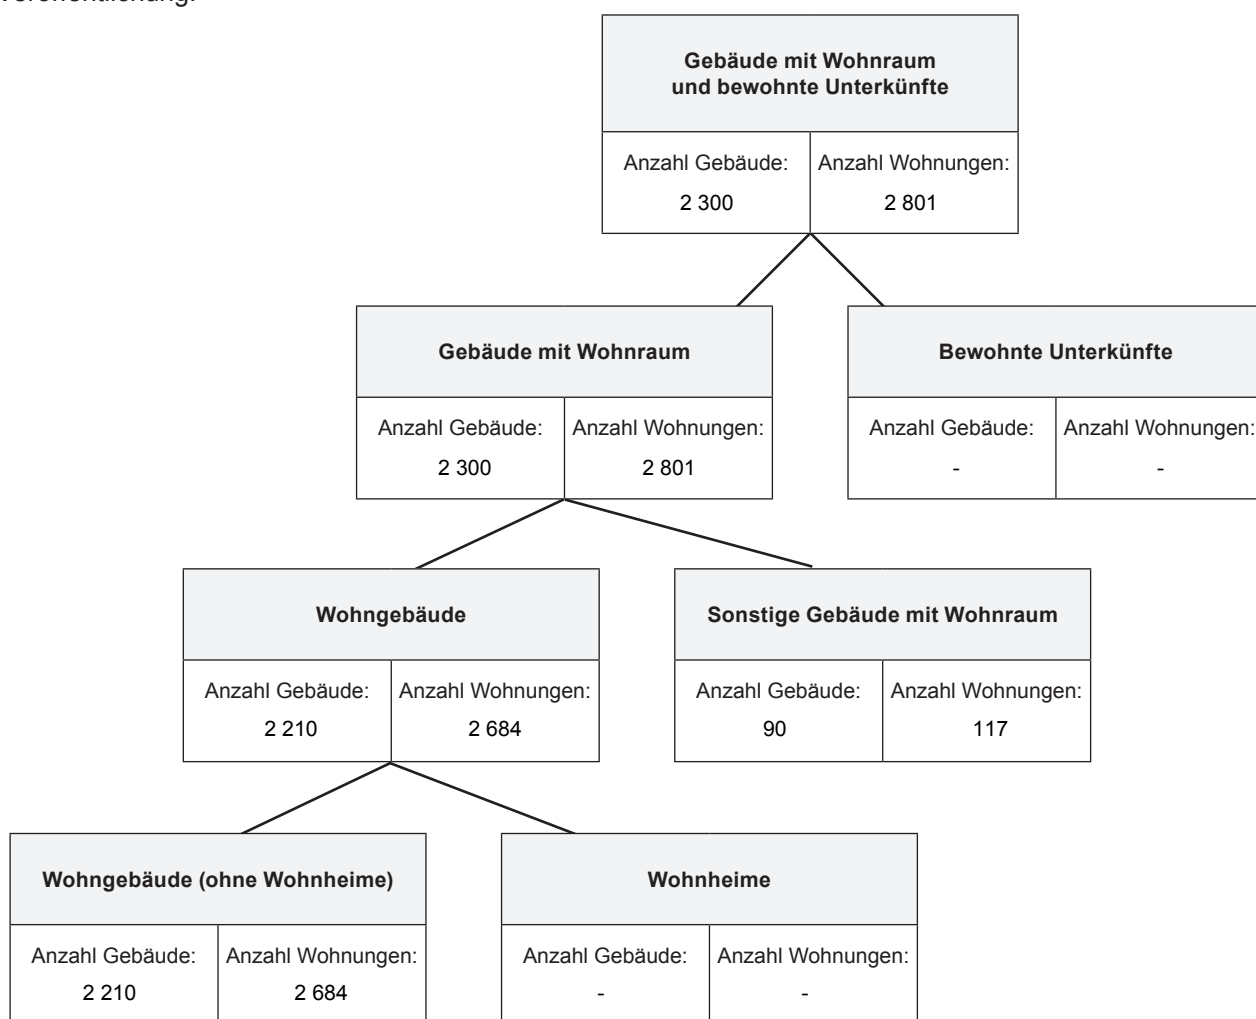 Veröffentlichung.
Gebäude mit Wohnraum
und bewohnte Unterkünfte
Anzahl Gebäude: Anzahl Wohnungen:
2 300 2 801
Gebäude mit Wohnraum
Anzahl Gebäude: Anzahl Wohnungen:
2 300 2 801
Bewohnte Unterkünfte
Anzahl Gebäude: Anzahl Wohnungen:
- -
Wohngebäude
Anzahl Gebäude: Anzahl Wohnungen:
2 210 2 684
Sonstige Gebäude mit Wohnraum
Anzahl Gebäude: Anzahl Wohnungen:
90 117
Wohngebäude (ohne Wohnheime)
Anzahl Gebäude: Anzahl Wohnungen:
2 210 2 684
Wohnheime
Anzahl Gebäude: Anzahl Wohnungen:
- -